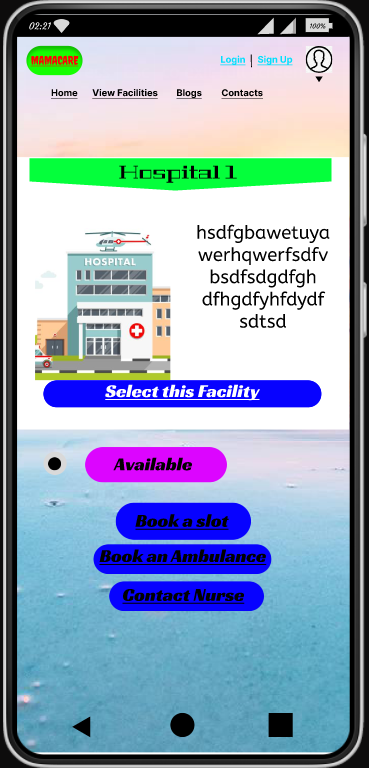 02:21
100%
MAMACARE
Login | Sign Up
Home View Facilities Blogs Contacts
Hospital 1
HOSPITAL
hsdfgbawetuya
werhqwerfsdfv
bsdfsdgdfgh
dfhgdfyhfdydf
sdtsd
Select this Facility
Available
Book a slot
Book an Ambulance
Contact Nurse